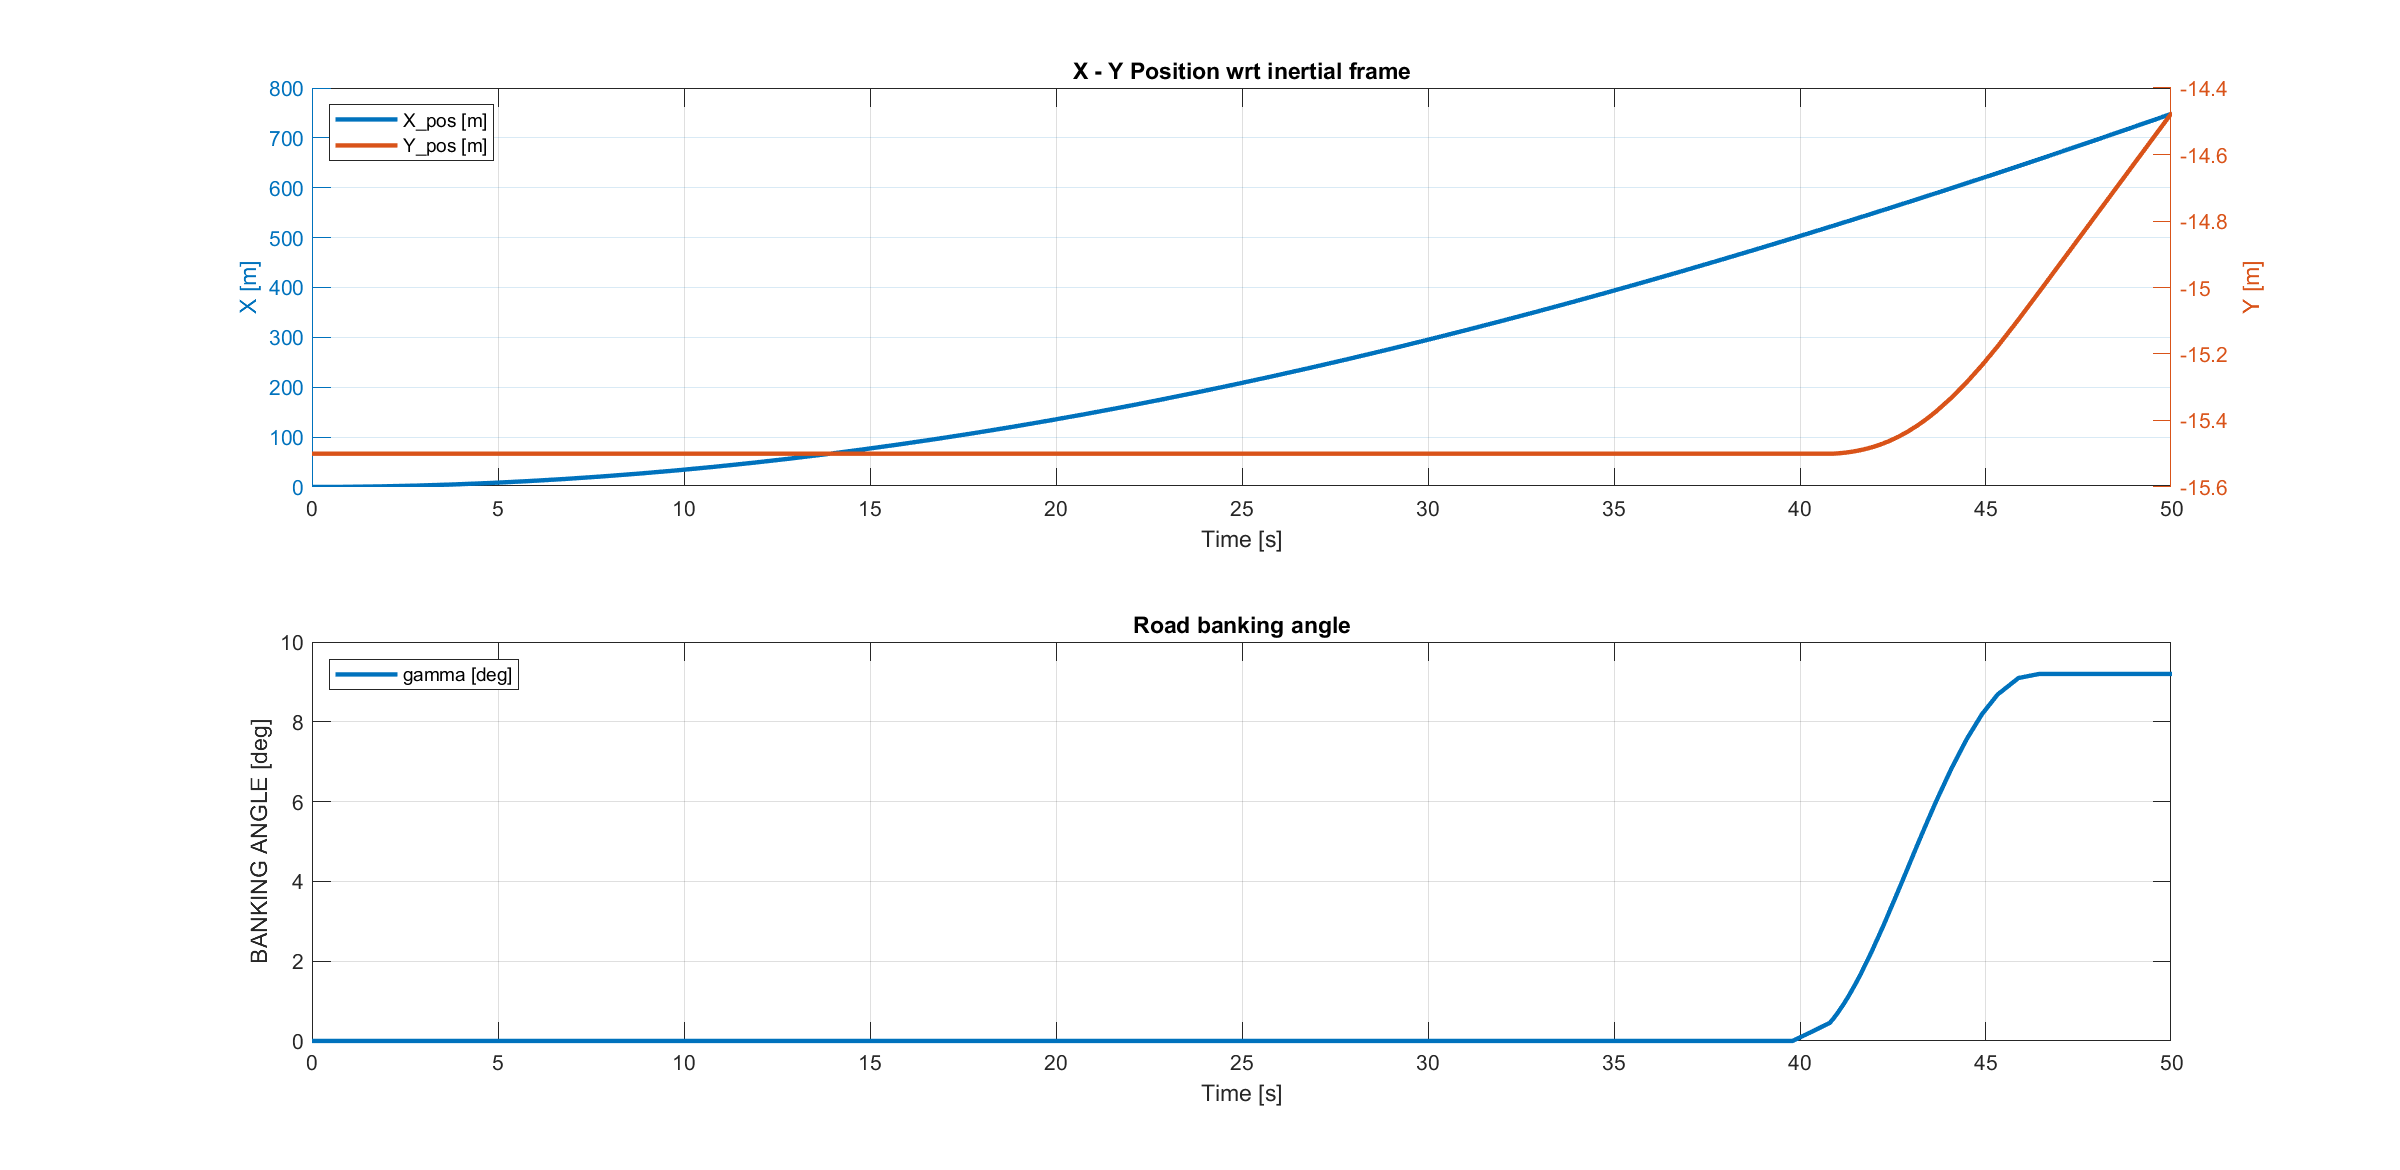 X - Y Position wrt inertial frame
X_pos [m]
Y_pos [m]
800
700
600
500
400
300
200
100
0
X [m]
-14.4
-14.6
-14.8
-15
-15.2
-15.4
-15.6
Y [m]
0 5 10 15 20 25 30 35 40 45 50
Time [s]
Road banking angle
gamma [deg]
10
8
6
4
2
0
BANKING ANGLE [deg]
0 5 10 15 20 25 30 35 40 45 50
Time [s]